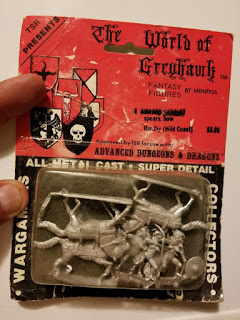 TSR
PRESENTS
The World of
Greyhawk
FANTASY
FIGURES BY MINIFIGS
spears, bow
Hardby (Wild Coast)
Approved by TSR for use with:
ADVANCED DUNGEONS & DRAGONS
ALL-METAL CAST • SUPER DETAIL
WARGAMERS
COLLECTORS